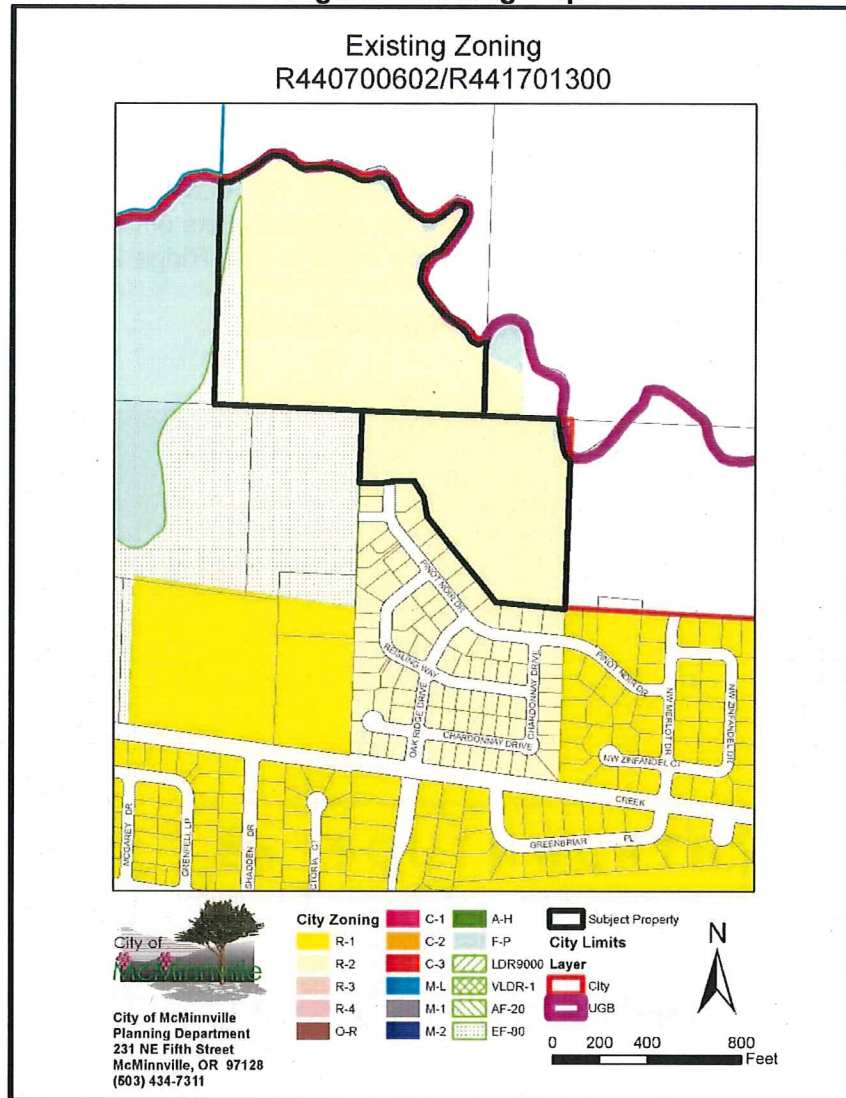 Existing Zoning
R440700602/R441701300
PINOT NOIR DR
REISLING WAY
OAK RIDGE DRIVE
CHARDONNAY DRIVE
CHARDONNAY DRIVE
PINOT NOIR DR
NW MERLOT DR
NW ZINFANDEL DR
NW ZINFANDEL CT
CREEK
GREENBRIAR PL
MCGAREY DR
GRENFELL LP
SHADDEN DR
CTORIA CT
City of
McMinnville
City of McMinnville
Planning Department
231 NE Fifth Street
McMinnville, OR 97128
(503) 434-7311
City Zoning
R-1
R-2
R-3
R-4
O-R
C-1
C-2
C-3
M-L
M-1
M-2
A-H
F-P
LDR9000
VLDR-1
AF-20
EF-80
Subject Property
City Limits
Layer
City
UGB
N
0 200 400 800
Feet